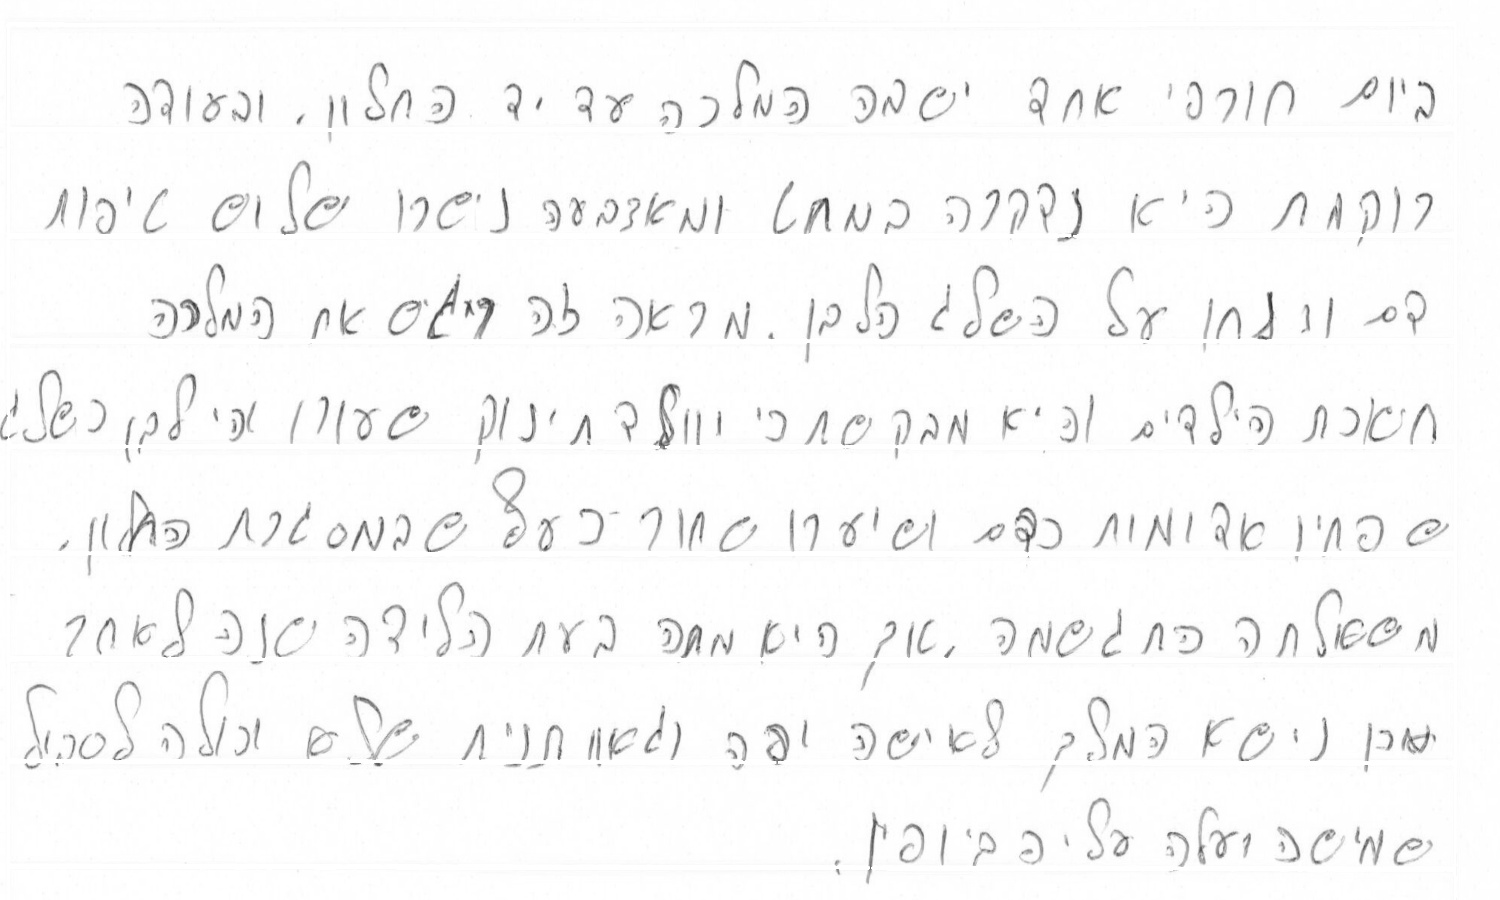 ביום חורפי אחד ישבה המלכה עד יד החלון. ובעודה
רוקמת היא נדקרה במחט ומאצבעה נישרו שלוש טיפות
דם ונחו על השלג הלבן. מראה זה ריגש את המלכה
חשוכת הילדים והיא מבקשת כי יוולד תינוק שעורו יהי לבן כשלג
שפתיו אדומות כדם ושיערו שחור כעץ שבמסגרת החלון.
משאלתה התגשמה, אך היא מתה בעת הלידה שנה לאחר
מכן נישא המלך לאישה יפה וגאוותנית שלא יכולה לסבול
שמישה יעלה עליה ביופיו.